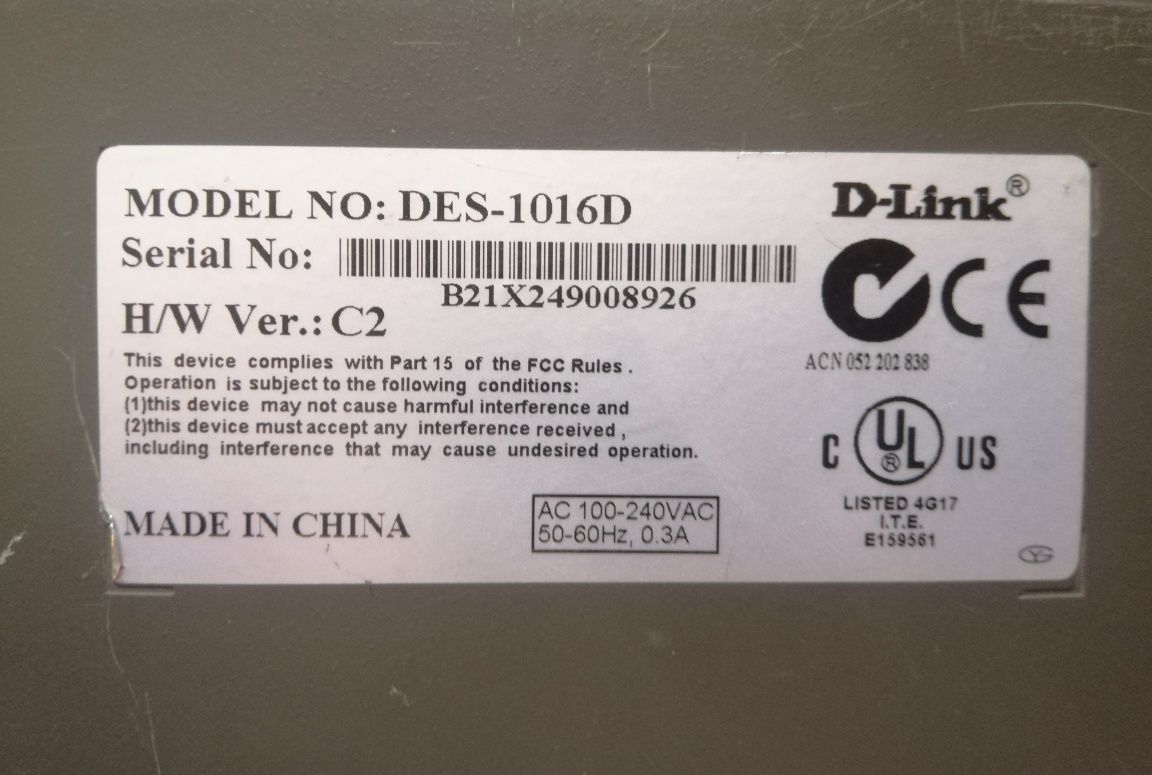 MODEL NO: DES-1016D
D-Link®
Serial No:
B21X249008926
H/W Ver.: C2
CE
ACN 052 202 838
This device complies with Part 15 of the FCC Rules .
Operation is subject to the following conditions:
(1)this device may not cause harmful interference and
(2)this device must accept any interference received ,
including interference that may cause undesired operation.
C UL® US
LISTED 4G17
I.T.E.
E159561
MADE IN CHINA
AC 100-240VAC
50-60Hz, 0.3A